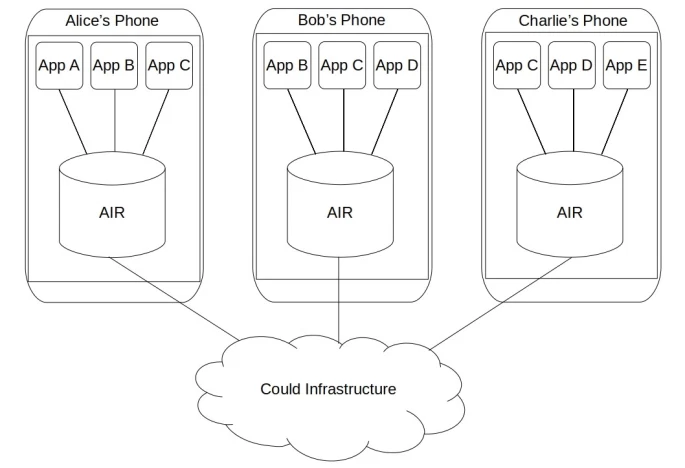 Alice's Phone
App A App B App C
AIR
Bob's Phone
App B App C App D
AIR
Charlie's Phone
App C App D App E
AIR
Could Infrastructure